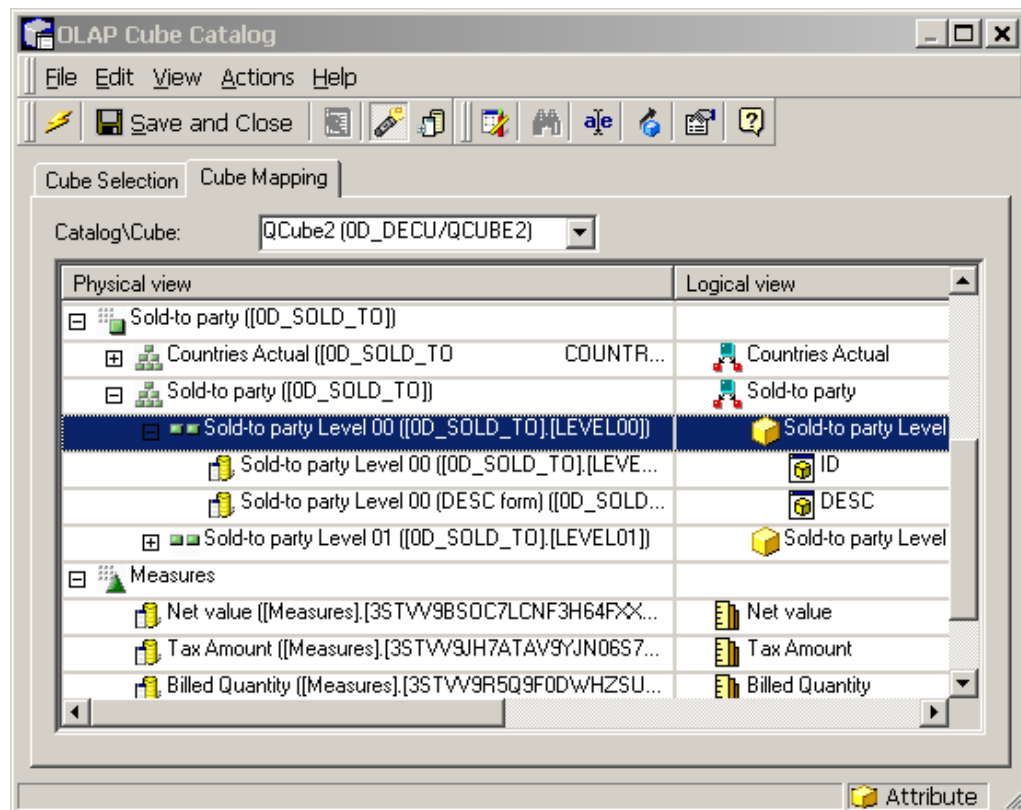 OLAP Cube Catalog
File Edit View Actions Help
Save and Close
Cube Selection Cube Mapping
Catalog\Cube: QCube2 (0D_DECU/QCUBE2)
Physical view Logical view
Sold-to party ([0D_SOLD_TO])
Countries Actual ([0D_SOLD_TO COUNTR... Countries Actual
Sold-to party ([0D_SOLD_TO]) Sold-to party
Sold-to party Level 00 ([0D_SOLD_TO].[LEVEL00]) Sold-to party Level
Sold-to party Level 00 ([0D_SOLD_TO].[LEVE... ID
Sold-to party Level 00 (DESC form) ([0D_SOLD... DESC
Sold-to party Level 01 ([0D_SOLD_TO].[LEVEL01]) Sold-to party Level
Measures
Net value ([Measures].[3STVV9BSOC7LCNF3H64FXX... Net value
Tax Amount ([Measures].[3STVV9JH7ATAV9YJN06S7... Tax Amount
Billed Quantity ([Measures].[3STVV9R5Q9F0DWHZSU... Billed Quantity
Attribute